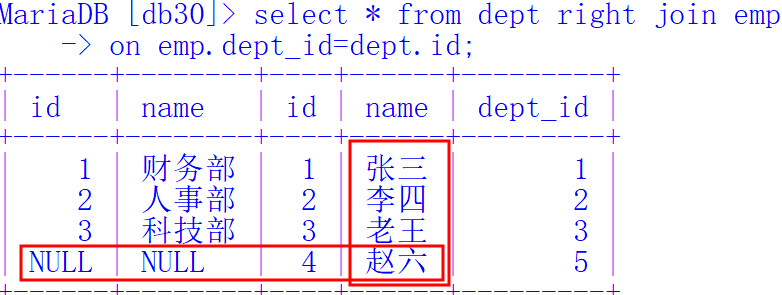 MariaDB [db30]> select * from dept right join emp
    -> on emp.dept_id=dept.id;
+------+--------+----+------+---------+
| id   | name   | id | name | dept_id |
+------+--------+----+------+---------+
|    1 | 财务部 |  1 | 张三 |       1 |
|    2 | 人事部 |  2 | 李四 |       2 |
|    3 | 科技部 |  3 | 老王 |       3 |
| NULL | NULL   |  4 | 赵六 |       5 |
+------+--------+----+------+---------+